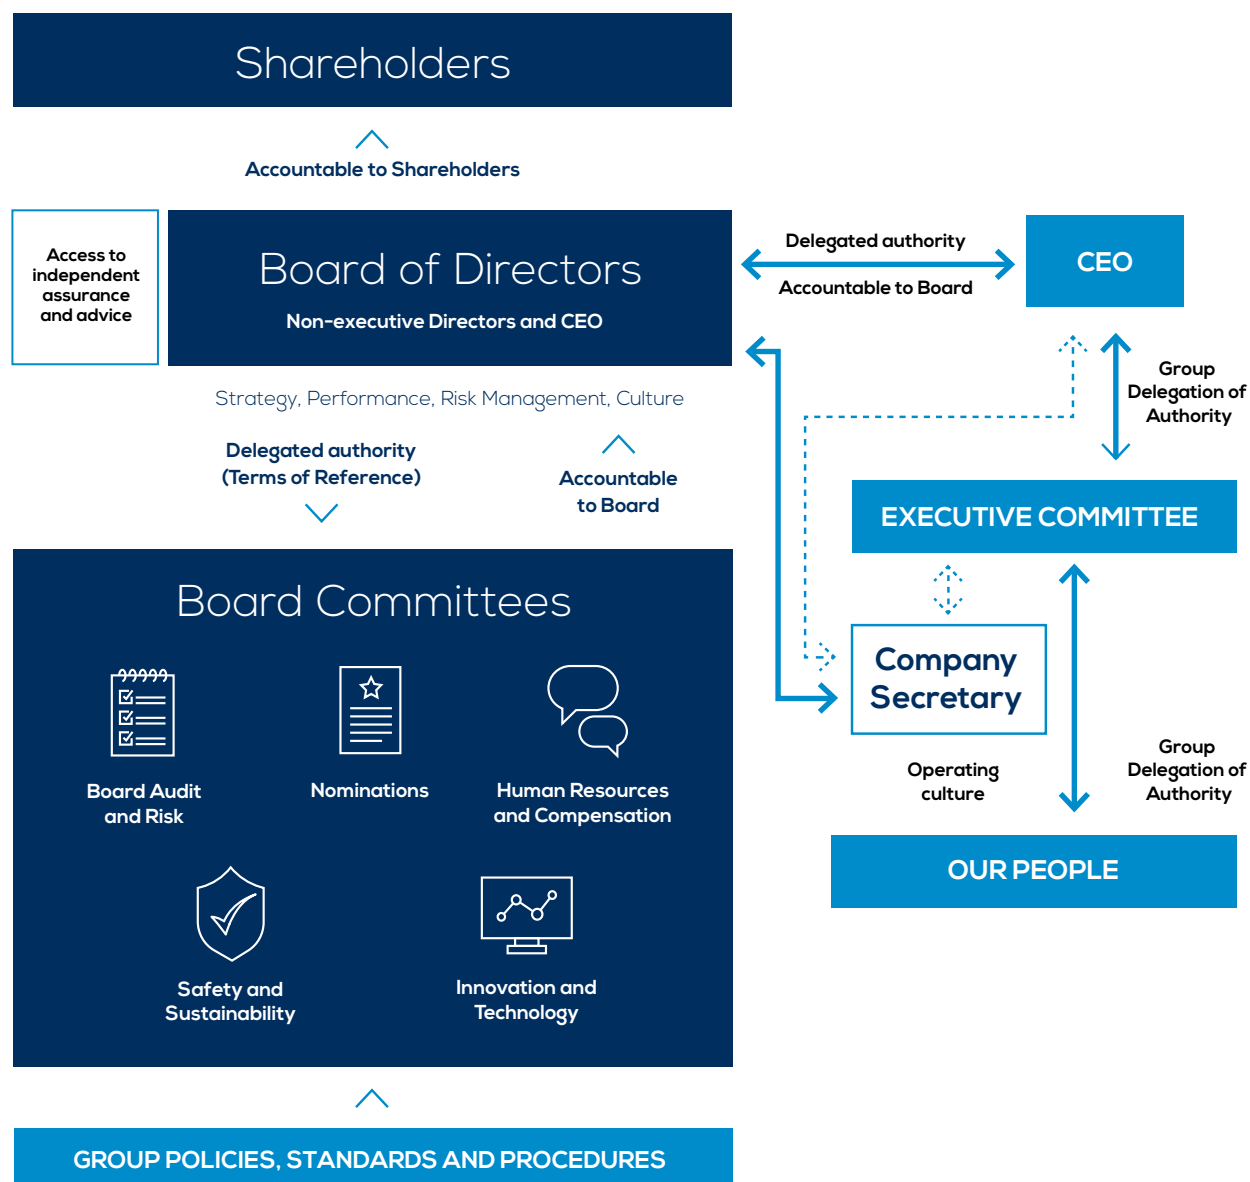 Shareholders
Accountable to Shareholders
Access to
independent
assurance
and advice
Board of Directors
Non-executive Directors and CEO
Delegated authority
Accountable to Board
CEO
Strategy, Performance, Risk Management, Culture
Delegated authority
(Terms of Reference)
Accountable
to Board
Group
Delegation of
Authority
EXECUTIVE COMMITTEE
Board Committees
Board Audit
and Risk
Nominations
Human Resources
and Compensation
Safety and
Sustainability
Innovation and
Technology
Company
Secretary
Operating
culture
Group
Delegation of
Authority
OUR PEOPLE
GROUP POLICIES, STANDARDS AND PROCEDURES